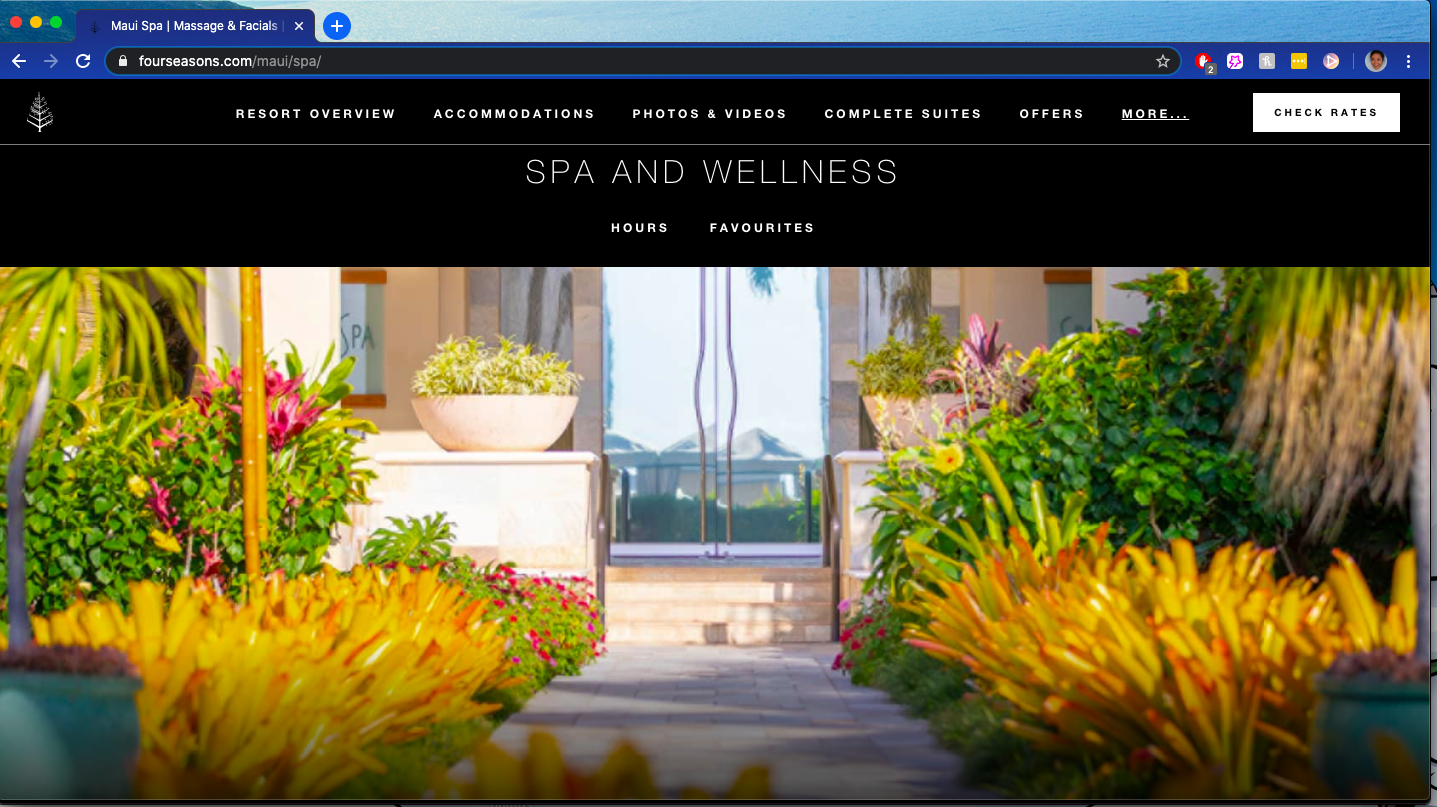 Maui Spa | Massage & Facials |
fourseasons.com/maui/spa/
2
RESORT OVERVIEW ACCOMMODATIONS PHOTOS & VIDEOS COMPLETE SUITES OFFERS MORE... CHECK RATES
SPA AND WELLNESS
HOURS FAVOURITES
SPA